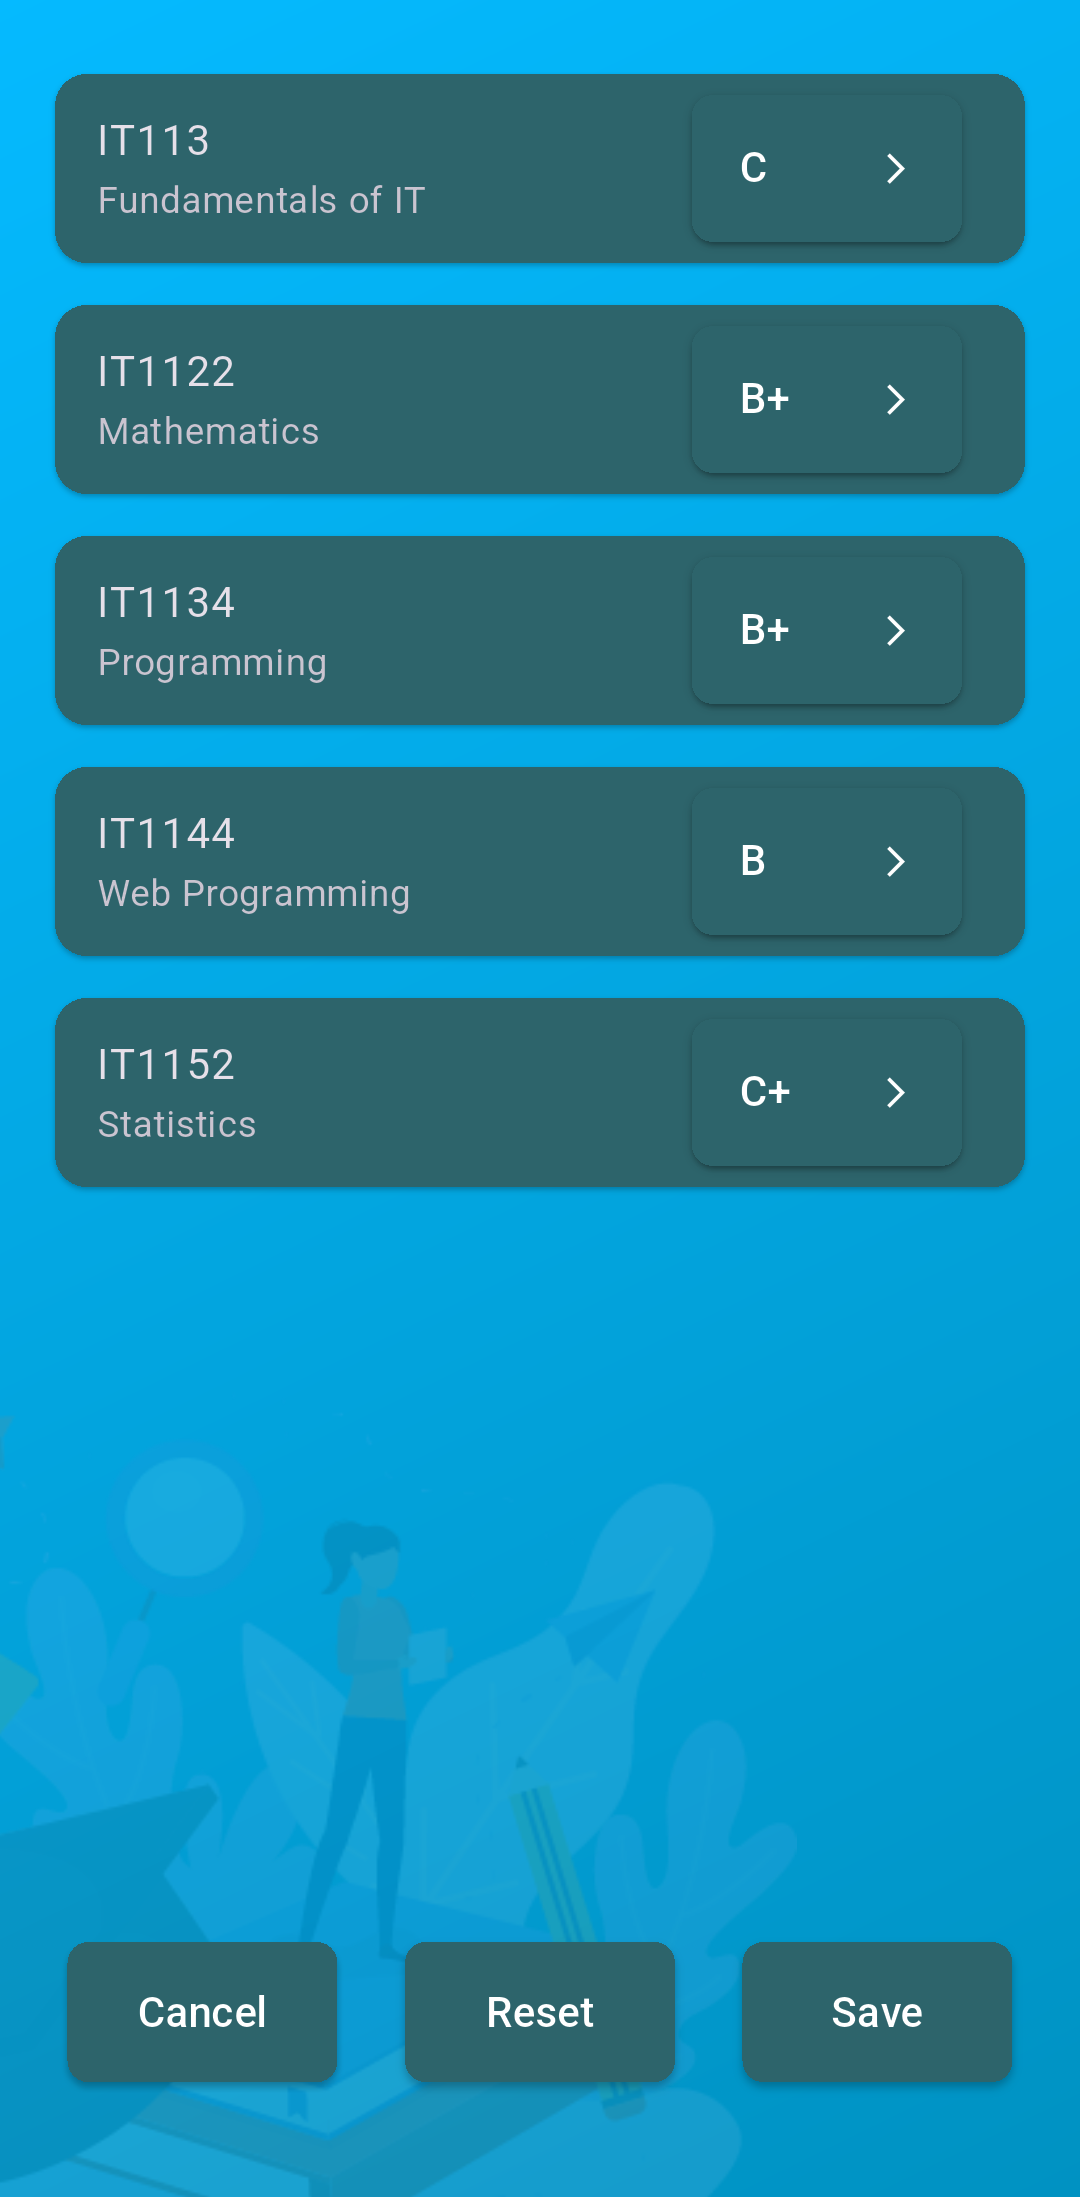 IT113
Fundamentals of IT
C
IT1122
Mathematics
B+
IT1134
Programming
B+
IT1144
Web Programming
B
IT1152
Statistics
C+
Cancel
Reset
Save